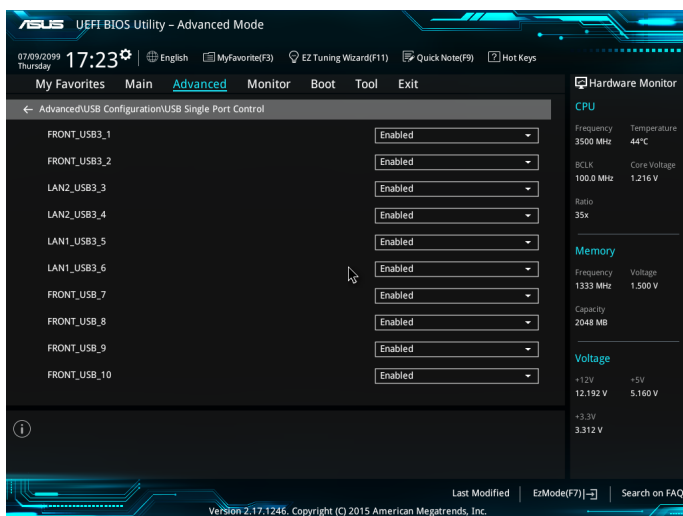 ASUS UEFI BIOS Utility – Advanced Mode
07/09/2099 Thursday 17:23 English MyFavorite(F3) EZ Tuning Wizard(F11) Quick Note(F9) ? Hot Keys
My Favorites Main Advanced Monitor Boot Tool Exit
← Advanced\USB Configuration\USB Single Port Control
FRONT_USB3_1 Enabled
FRONT_USB3_2 Enabled
LAN2_USB3_3 Enabled
LAN2_USB3_4 Enabled
LAN1_USB3_5 Enabled
LAN1_USB3_6 Enabled
FRONT_USB_7 Enabled
FRONT_USB_8 Enabled
FRONT_USB_9 Enabled
FRONT_USB_10 Enabled
Hardware Monitor
CPU
Frequency Temperature
3500 MHz 44°C
BCLK Core Voltage
100.0 MHz 1.216 V
Ratio
35x
Memory
Frequency Voltage
1333 MHz 1.500 V
Capacity
2048 MB
Voltage
+12V +5V
12.192 V 5.160 V
+3.3V
3.312 V
Last Modified EzMode(F7) Search on FAQ
Version 2.17.1246. Copyright (C) 2015 American Megatrends, Inc.